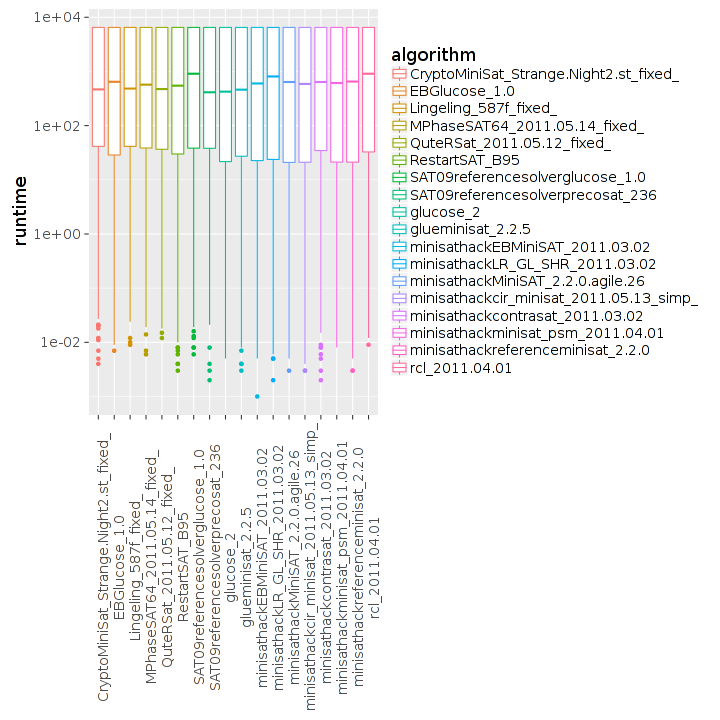 1e+04
1e+02
1e+00
1e-02
runtime
algorithm
CryptoMiniSat_Strange.Night2.st_fixed_
EBGlucose_1.0
Lingeling_587f_fixed_
MPhaseSAT64_2011.05.14_fixed_
QuteRSat_2011.05.12_fixed_
RestartSAT_B95
SAT09referencesolverglucose_1.0
SAT09referencesolverprecosat_236
glucose_2
glueminisat_2.2.5
minisathackEBMiniSAT_2011.03.02
minisathackLR_GL_SHR_2011.03.02
minisathackMiniSAT_2.2.0.agile.26
minisathackcir_minisat_2011.05.13_simp_
minisathackcontrasat_2011.03.02
minisathackminisat_psm_2011.04.01
minisathackreferenceminisat_2.2.0
rcl_2011.04.01
CryptoMiniSat_Strange.Night2.st_fixed_
EBGlucose_1.0
Lingeling_587f_fixed_
MPhaseSAT64_2011.05.14_fixed_
QuteRSat_2011.05.12_fixed_
RestartSAT_B95
SAT09referencesolverglucose_1.0
SAT09referencesolverprecosat_236
glucose_2
glueminisat_2.2.5
minisathackEBMiniSAT_2011.03.02
minisathackLR_GL_SHR_2011.03.02
minisathackMiniSAT_2.2.0.agile.26
minisathackcir_minisat_2011.05.13_simp_
minisathackcontrasat_2011.03.02
minisathackminisat_psm_2011.04.01
minisathackreferenceminisat_2.2.0
rcl_2011.04.01